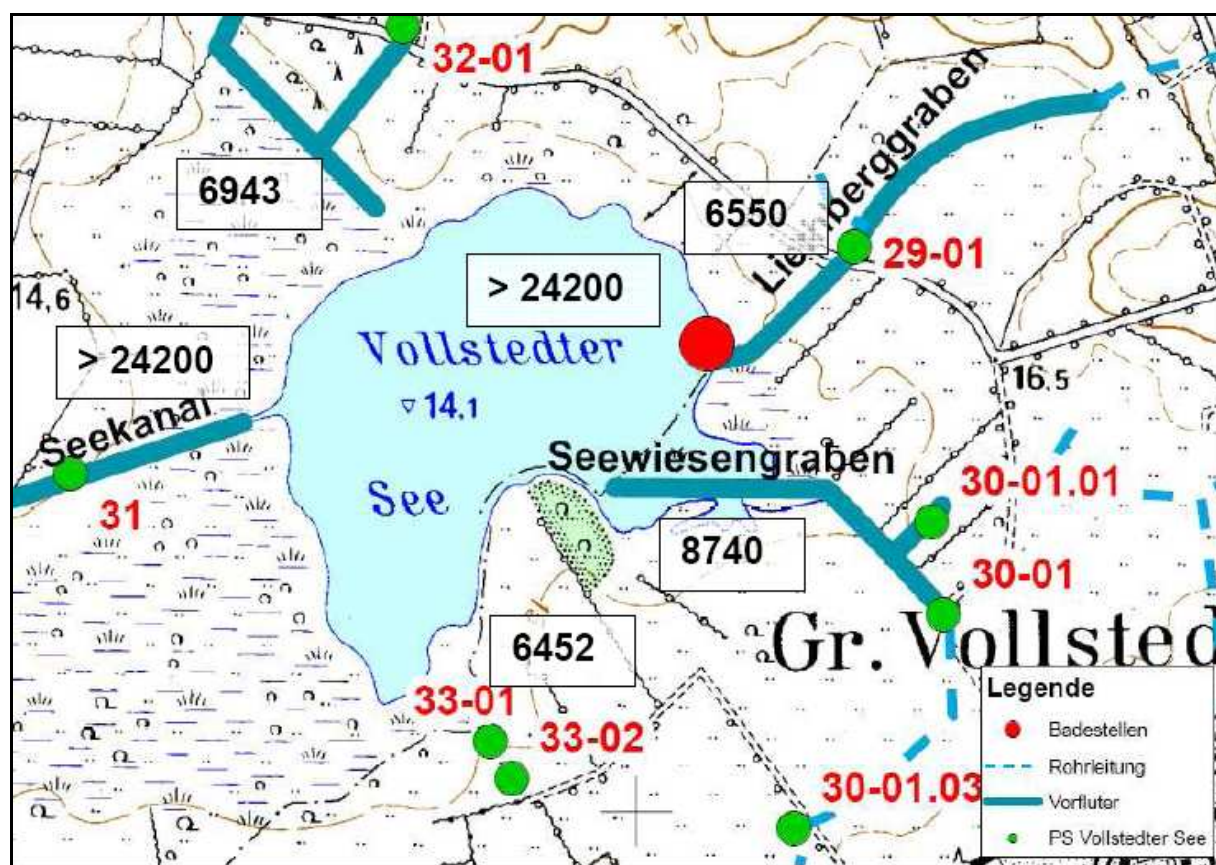 32-01
6943
6550
29-01
> 24200
14,6
Vollstedter
> 24200
▿ 14.1
16,5
Seekanal
Seewiesengraben
31
See
30-01.01
8740
30-01
6452
Gr. Vollsted
33-01
33-02
30-01.03
Legende
Badestellen
Rohrleitung
Vorfluter
PS Vollstedter See